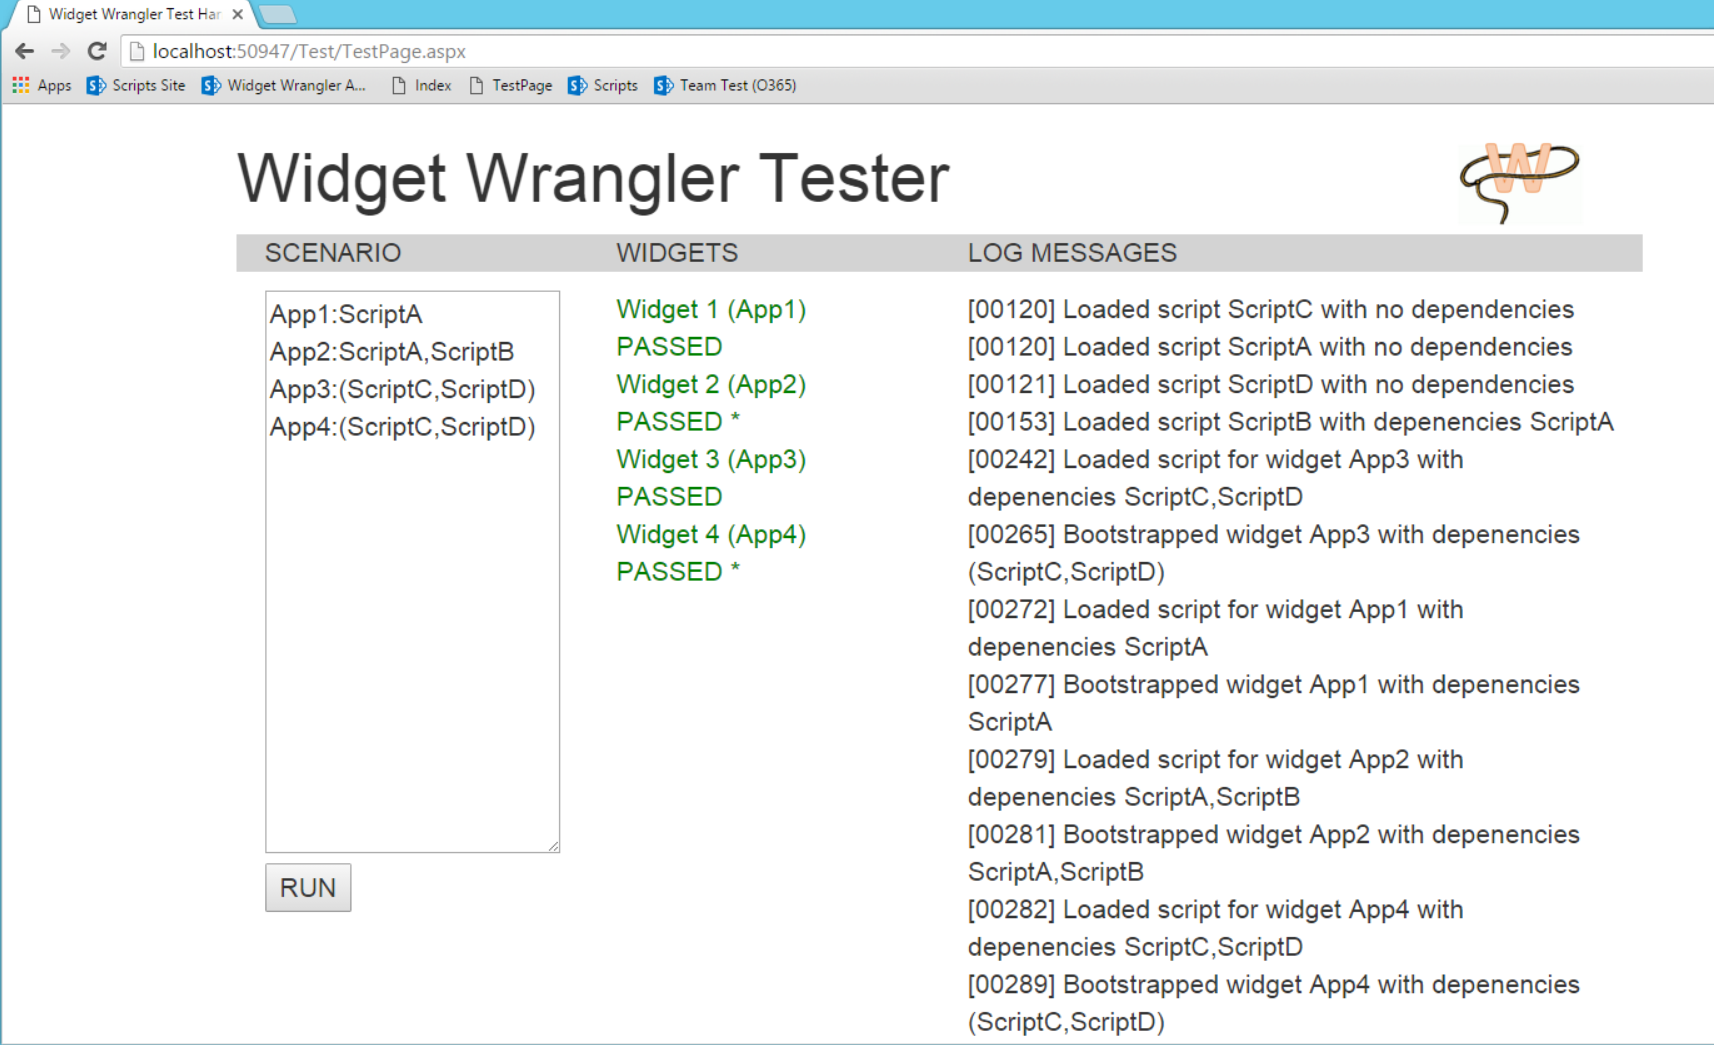 Widget Wrangler Test Har
localhost:50947/Test/TestPage.aspx
Apps Scripts Site Widget Wrangler A... Index TestPage Scripts Team Test (O365)
Widget Wrangler Tester
W
SCENARIO WIDGETS LOG MESSAGES
App1:ScriptA
App2:ScriptA,ScriptB
App3:(ScriptC,ScriptD)
App4:(ScriptC,ScriptD)
RUN
Widget 1 (App1)
PASSED
Widget 2 (App2)
PASSED *
Widget 3 (App3)
PASSED
Widget 4 (App4)
PASSED *
[00120] Loaded script ScriptC with no dependencies
[00120] Loaded script ScriptA with no dependencies
[00121] Loaded script ScriptD with no dependencies
[00153] Loaded script ScriptB with depenencies ScriptA
[00242] Loaded script for widget App3 with
depenencies ScriptC,ScriptD
[00265] Bootstrapped widget App3 with depenencies
(ScriptC,ScriptD)
[00272] Loaded script for widget App1 with
depenencies ScriptA
[00277] Bootstrapped widget App1 with depenencies
ScriptA
[00279] Loaded script for widget App2 with
depenencies ScriptA,ScriptB
[00281] Bootstrapped widget App2 with depenencies
ScriptA,ScriptB
[00282] Loaded script for widget App4 with
depenencies ScriptC,ScriptD
[00289] Bootstrapped widget App4 with depenencies
(ScriptC,ScriptD)